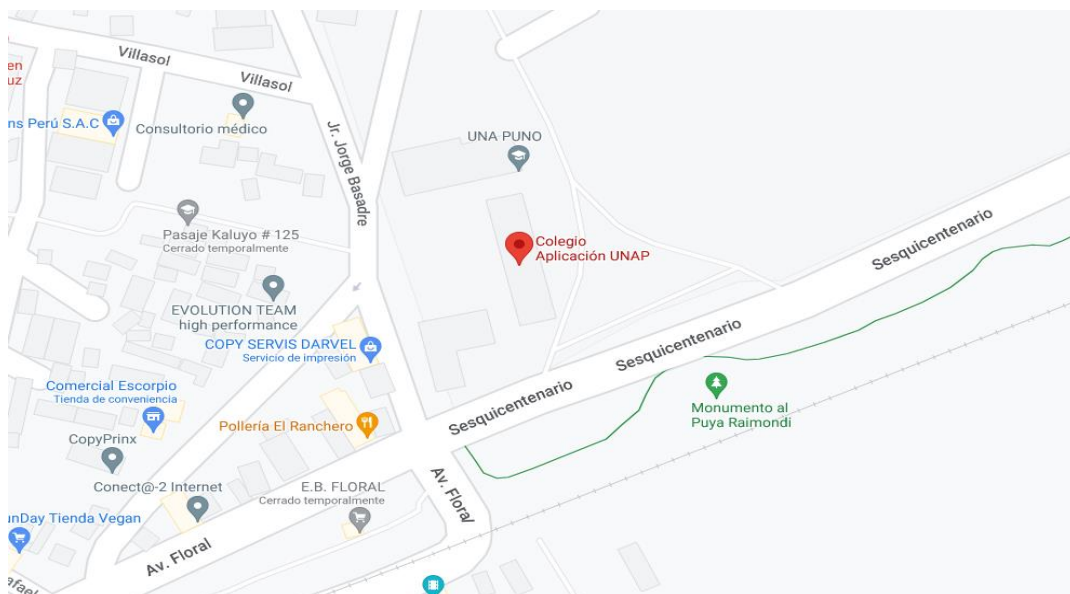 Villasol
Villasol
en
uz
ns Perú S.A.C
Consultorio médico
UNA PUNO
Jr. Jorge Basadre
Pasaje Kaluyo # 125
Cerrado temporalmente
Colegio
Aplicación UNAP
Sesquicentenario
EVOLUTION TEAM
high performance
COPY SERVIS DARVEL
Servicio de impresión
Sesquicentenario
Comercial Escorpio
Tienda de conveniencia
Sesquicentenario
Monumento al
Puya Raimondi
Pollería El Ranchero
CopyPrinx
Conect@-2 Internet
E.B. FLORAL
Cerrado temporalmente
Av. Floral
unDay Tienda Vegan
Av. Floral
afael